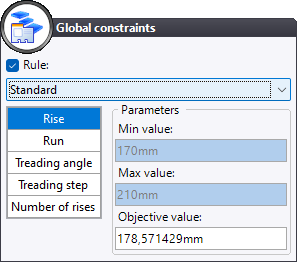 Global constraints
Rule:
Standard
Rise
Run
Treading angle
Treading step
Number of rises
Parameters
Min value:
170mm
Max value:
210mm
Objective value:
178,571429mm